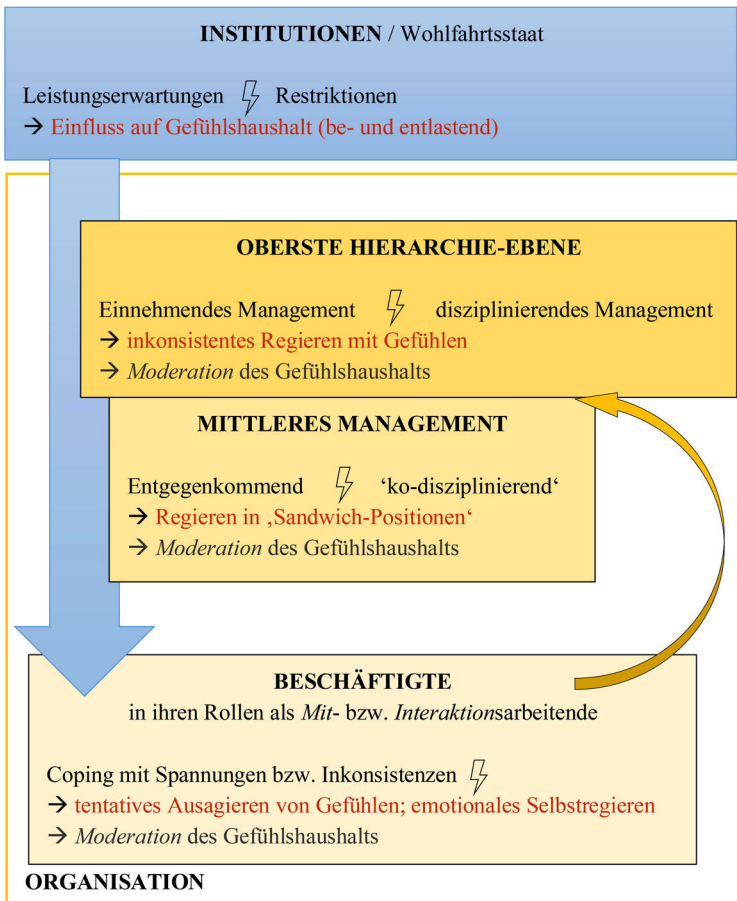 INSTITUTIONEN / Wohlfahrtsstaat
Leistungserwartungen Restriktionen
→ Einfluss auf Gefühlshaushalt (be- und entlastend)
OBERSTE HIERARCHIE-EBENE
Einnehmendes Management disziplinierendes Management
→ inkonsistentes Regieren mit Gefühlen
→ Moderation des Gefühlshaushalts
MITTLERES MANAGEMENT
Entgegenkommend ‘ko-disziplinierend‘
→ Regieren in ‚Sandwich-Positionen‘
→ Moderation des Gefühlshaushalts
BESCHÄFTIGTE
in ihren Rollen als Mit- bzw. Interaktionsarbeitende
Coping mit Spannungen bzw. Inkonsistenzen
→ tentatives Ausagieren von Gefühlen; emotionales Selbstregieren
→ Moderation des Gefühlshaushalts
ORGANISATION